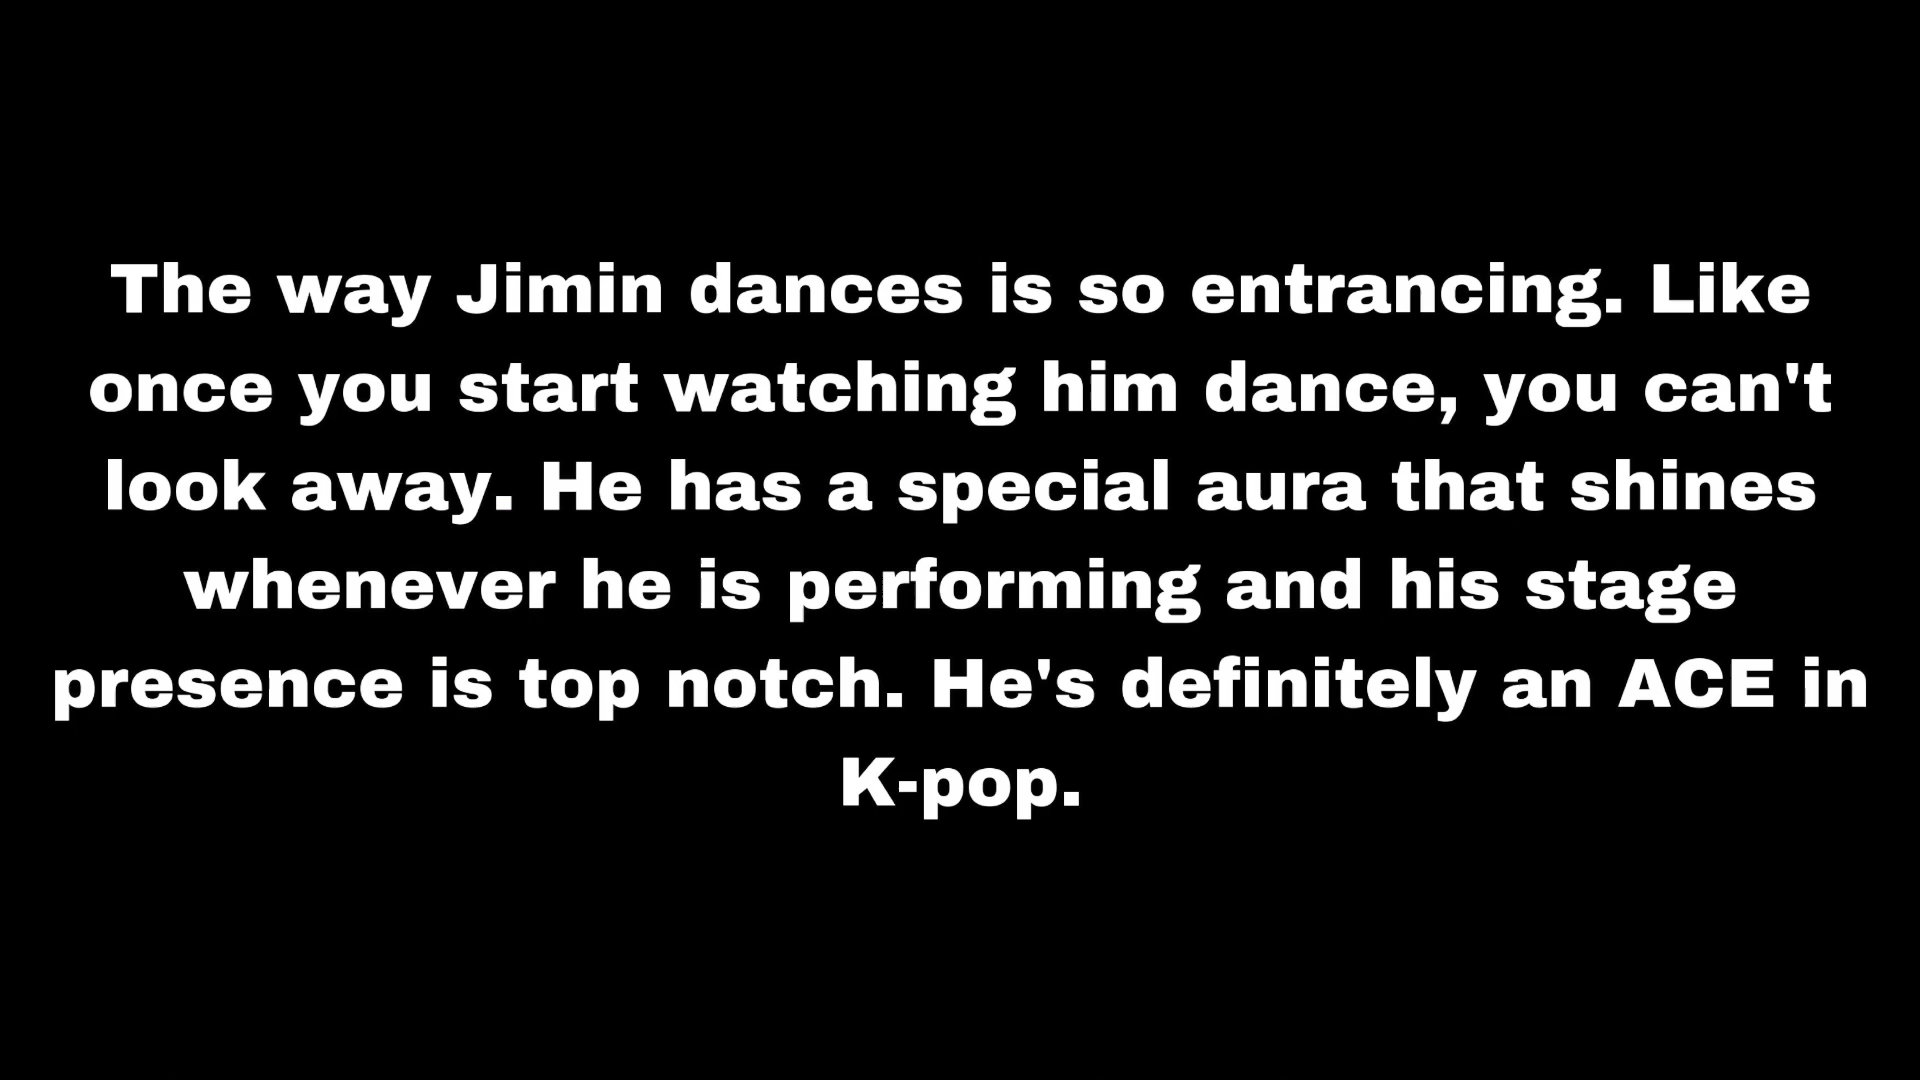 The way Jimin dances is so entrancing. Like
once you start watching him dance, you can't
look away. He has a special aura that shines
whenever he is performing and his stage
presence is top notch. He's definitely an ACE in
K-pop.